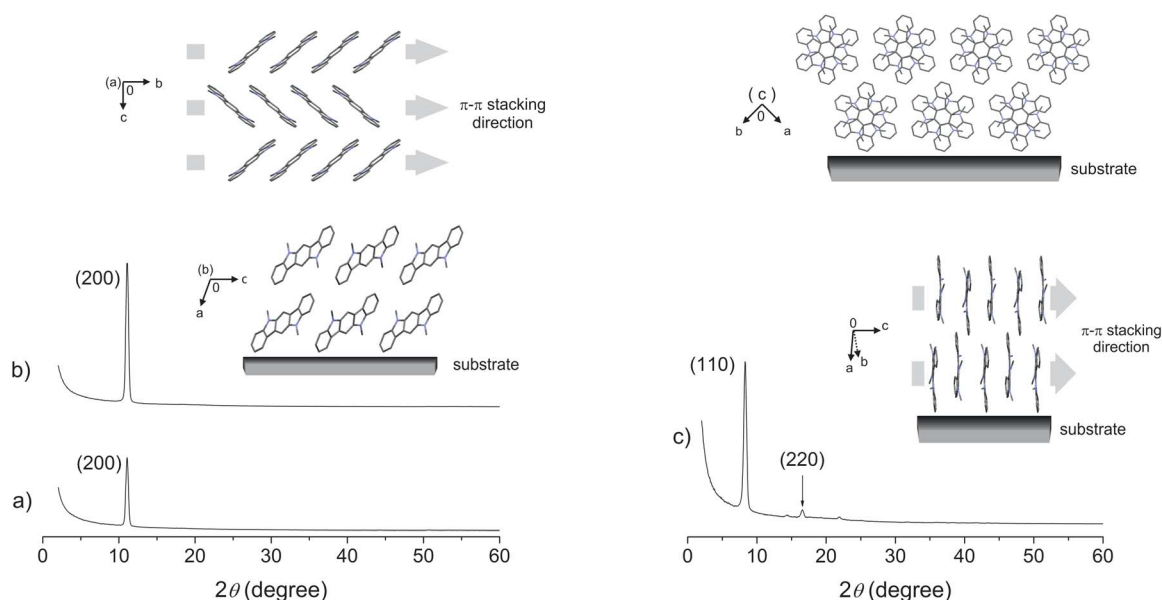 (a)
0
b
c
π-π stacking
direction
(b)
0
c
a
substrate
(200)
b)
(200)
a)
0
10
20
30
40
50
60
2θ (degree)
(c)
0
b
a
substrate
0
c
a
b
π-π stacking
direction
substrate
(110)
(220)
c)
0
10
20
30
40
50
60
2θ (degree)